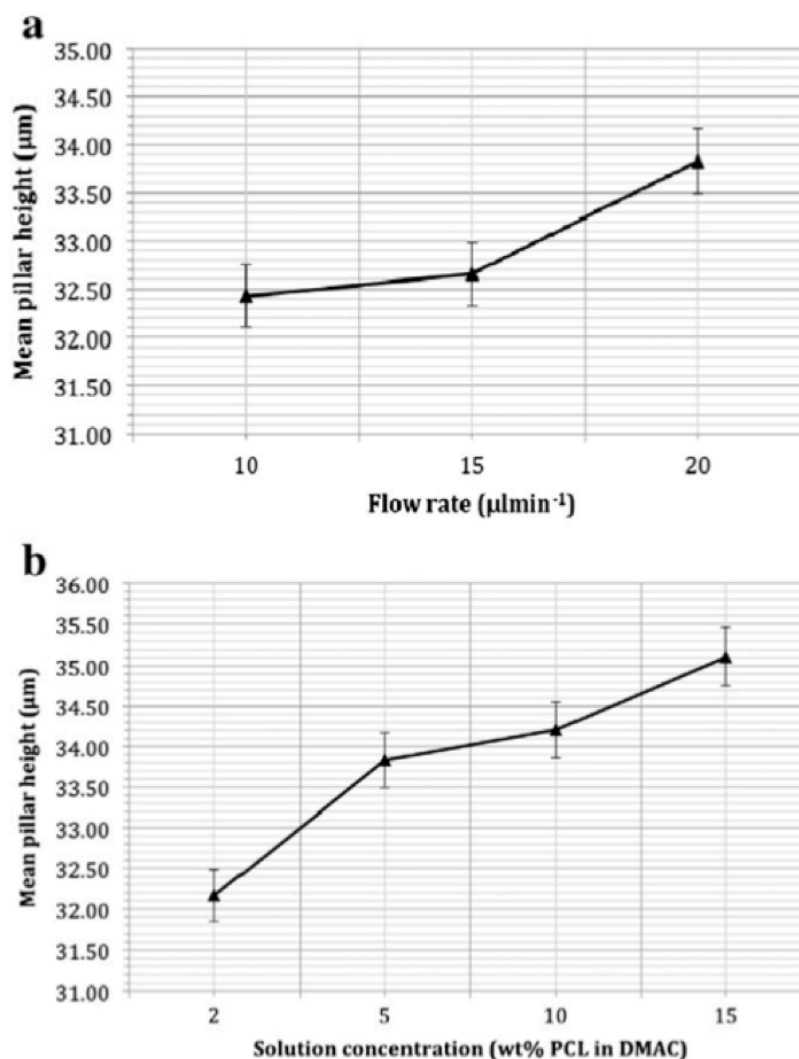 a
Mean pillar height (μm)
35.00
34.50
34.00
33.50
33.00
32.50
32.00
31.50
31.00
10 15 20
Flow rate (μlmin⁻¹)
b
Mean pillar height (μm)
36.00
35.50
35.00
34.50
34.00
33.50
33.00
32.50
32.00
31.50
31.00
2 5 10 15
Solution concentration (wt% PCL in DMAC)